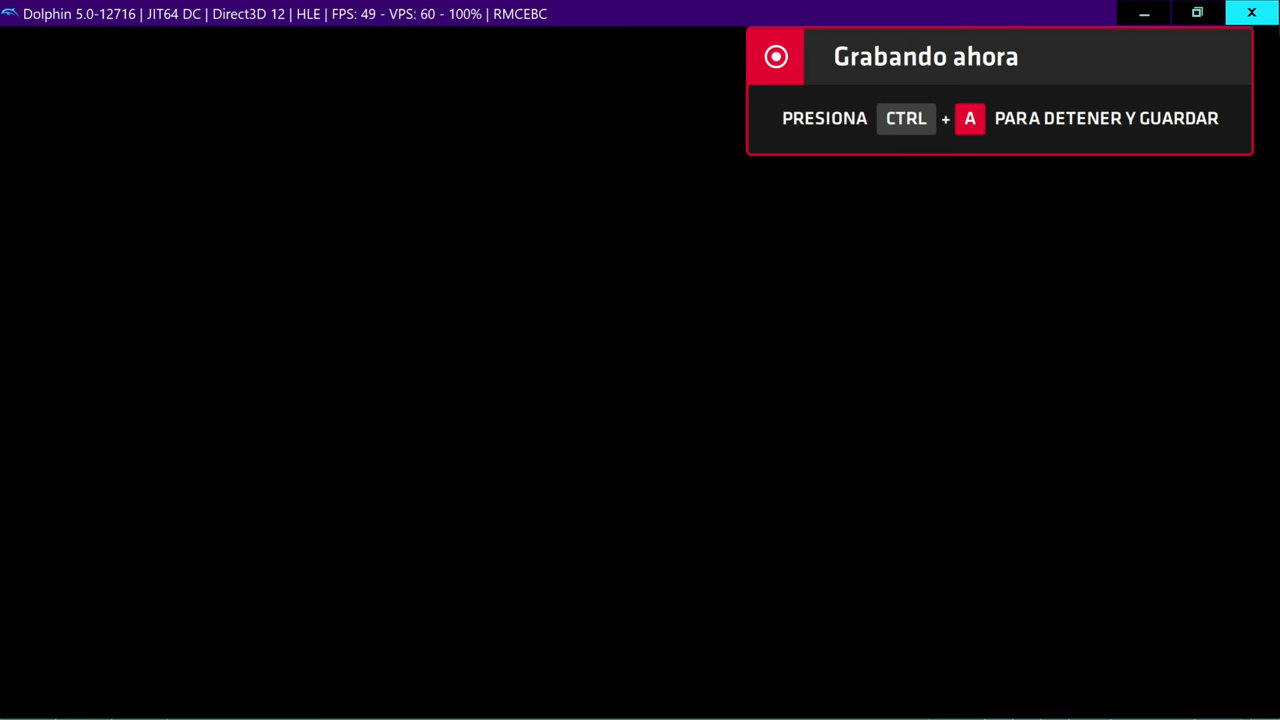 Dolphin 5.0-12716 | JIT64 DC | Direct3D 12 | HLE | FPS: 49 - VPS: 60 - 100% | RMCEBC
Grabando ahora
PRESIONA CTRL + A PARA DETENER Y GUARDAR